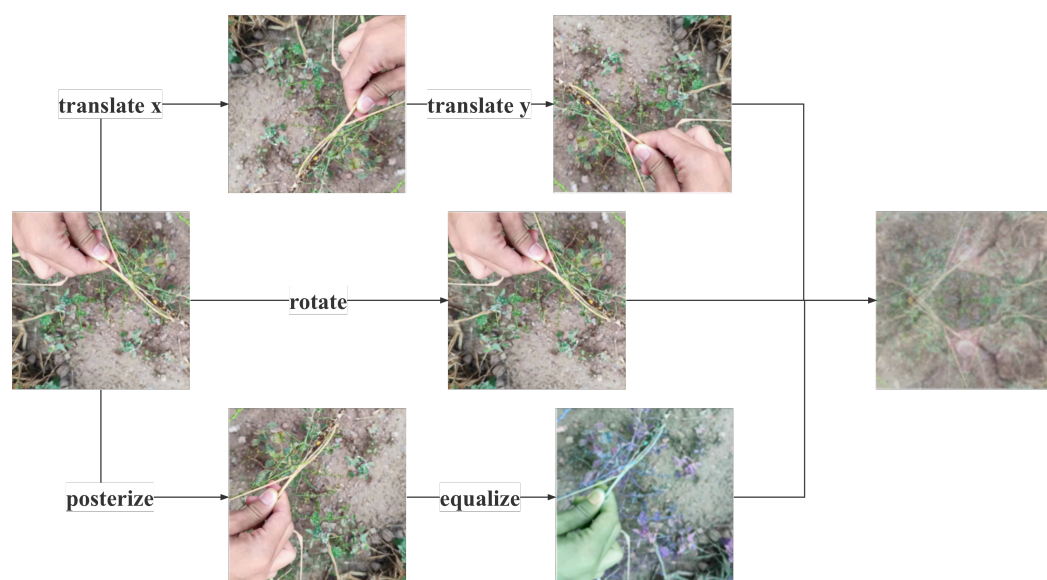 translate x
translate y
rotate
posterize
equalize